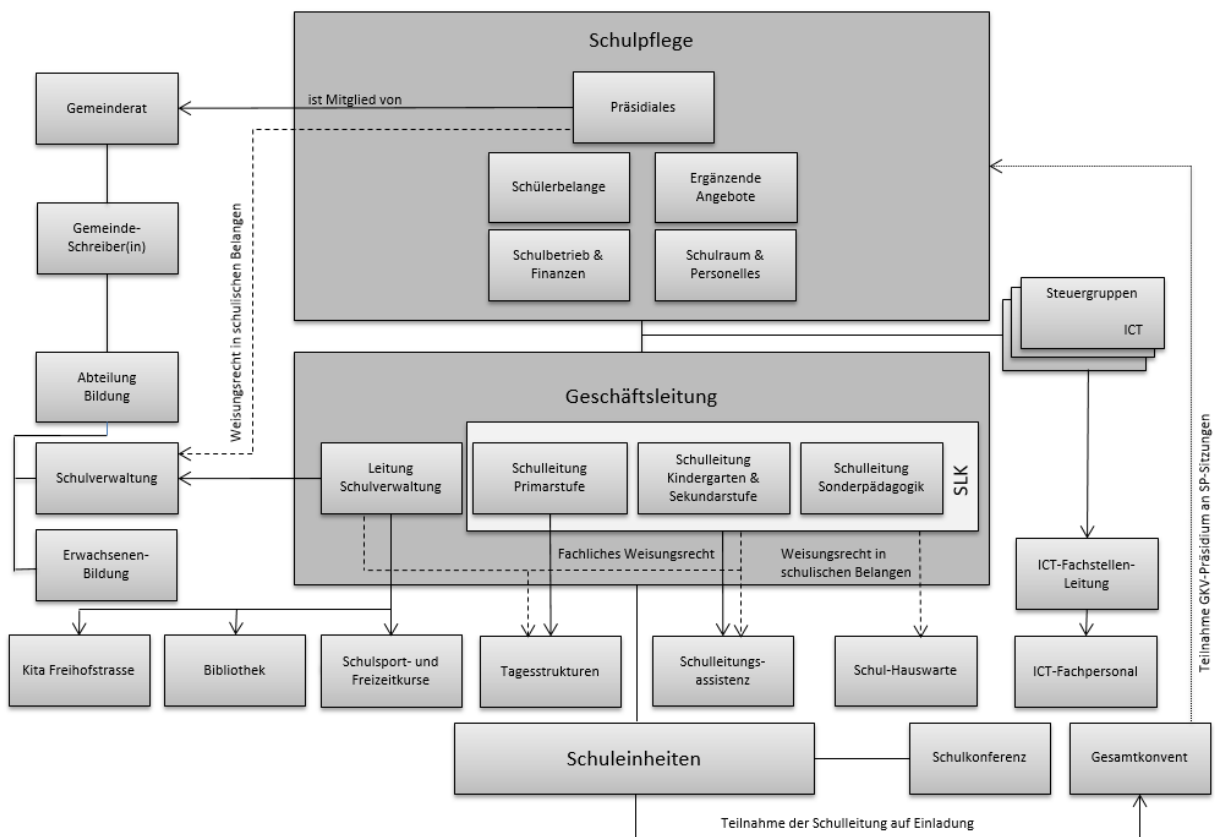 Schulpflege
Gemeinderat
ist Mitglied von
Präsidiales
Schülerbelange
Ergänzende
Angebote
Gemeinde-
Schreiber(in)
Schulbetrieb &
Finanzen
Schulraum &
Personelles
Weisungsrecht in schulischen Belangen
Steuergruppen
ICT
Abteilung
Bildung
Geschäftsleitung
Schulverwaltung
Leitung
Schulverwaltung
Schulleitung
Primarstufe
Schulleitung
Kindergarten &
Sekundarstufe
Schulleitung
Sonderpädagogik
SLK
Teilnahme GKV-Präsidium an SP-Sitzungen
Erwachsenen-
Bildung
Fachliches Weisungsrecht
Weisungsrecht in
schulischen Belangen
ICT-Fachstellen-
Leitung
Kita Freihofstrasse
Bibliothek
Schulsport- und
Freizeitkurse
Tagesstrukturen
Schulleitungs-
assistenz
Schul-Hauswarte
ICT-Fachpersonal
Schuleinheiten
Schulkonferenz
Gesamtkonvent
Teilnahme der Schulleitung auf Einladung